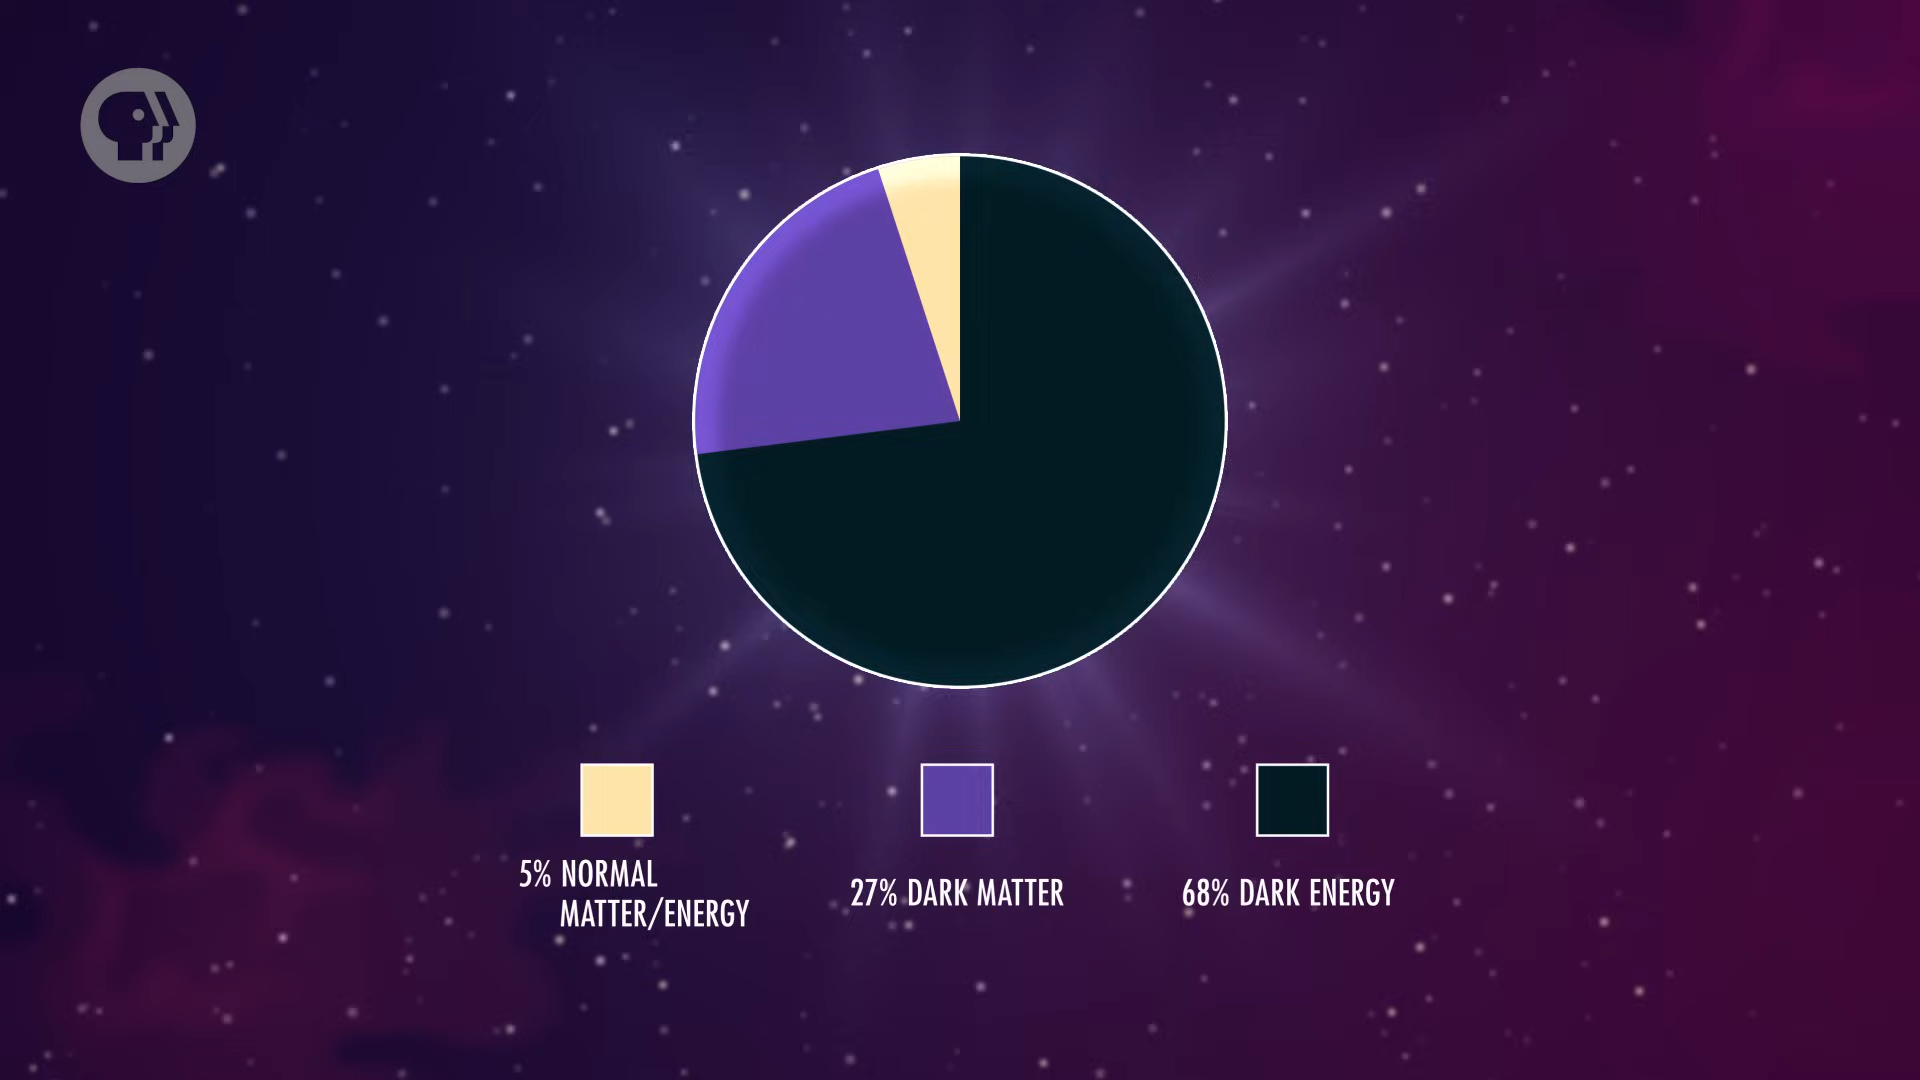 5% NORMAL
MATTER/ENERGY
27% DARK MATTER
68% DARK ENERGY